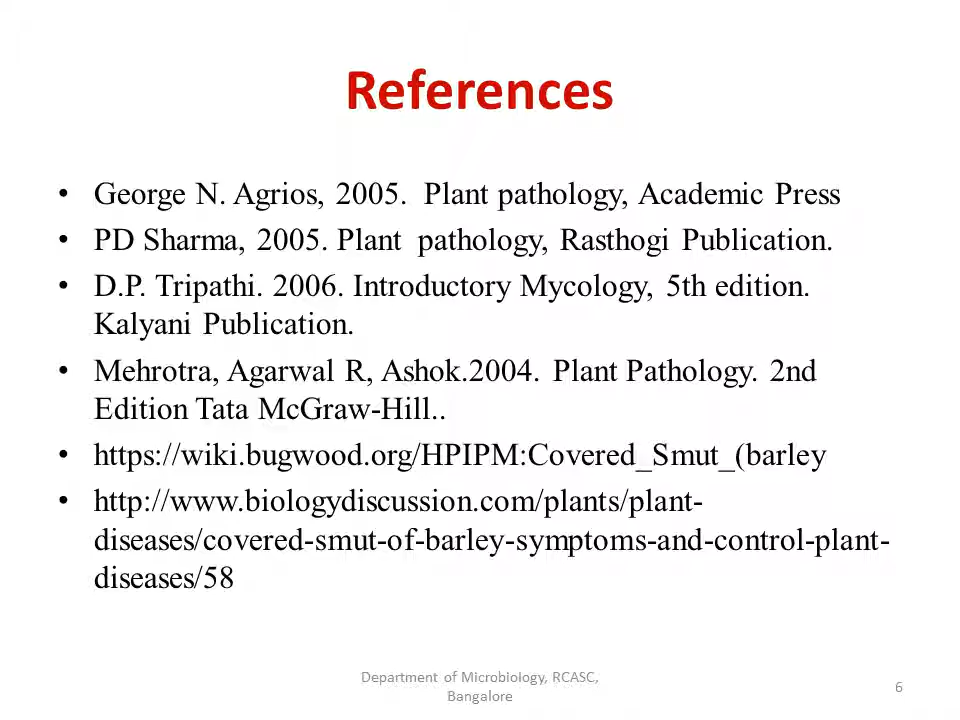 References
• George N. Agrios, 2005.  Plant pathology, Academic Press
• PD Sharma, 2005. Plant  pathology, Rasthogi Publication.
• D.P. Tripathi. 2006. Introductory Mycology, 5th edition.
Kalyani Publication.
• Mehrotra, Agarwal R, Ashok.2004.  Plant Pathology. 2nd
Edition Tata McGraw-Hill..
• https://wiki.bugwood.org/HPIPM:Covered_Smut_(barley
• http://www.biologydiscussion.com/plants/plant-
diseases/covered-smut-of-barley-symptoms-and-control-plant-
diseases/58
Department of Microbiology, RCASC,
Bangalore
6